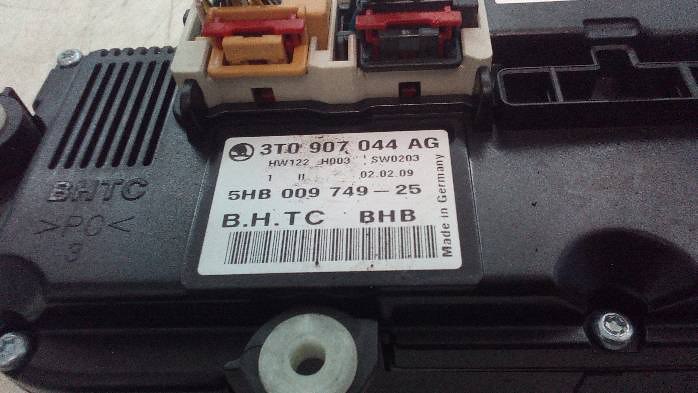 3T0 907 044 AG
HW122 H003 SW0203
1 II 02.02.09
5HB 009 749-25
B.H.TC BHB
Made in Germany
BHTC
>PC<
3